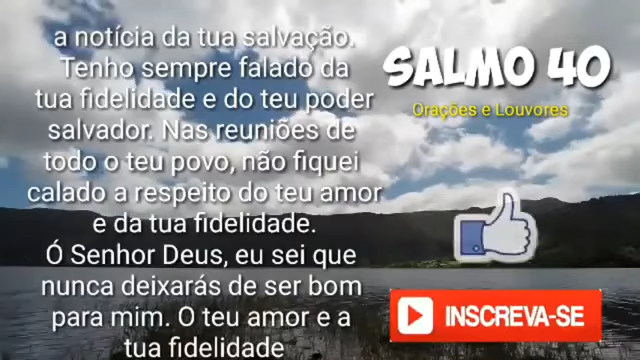 a notícia da tua salvação.
Tenho sempre falado da
tua fidelidade e do teu poder
salvador. Nas reuniões de
todo o teu povo, não fiquei
calado a respeito do teu amor
e da tua fidelidade.
Ó Senhor Deus, eu sei que
nunca deixarás de ser bom
para mim. O teu amor e a
tua fidelidade
SALMO 40
Orações e Louvores
INSCREVA-SE